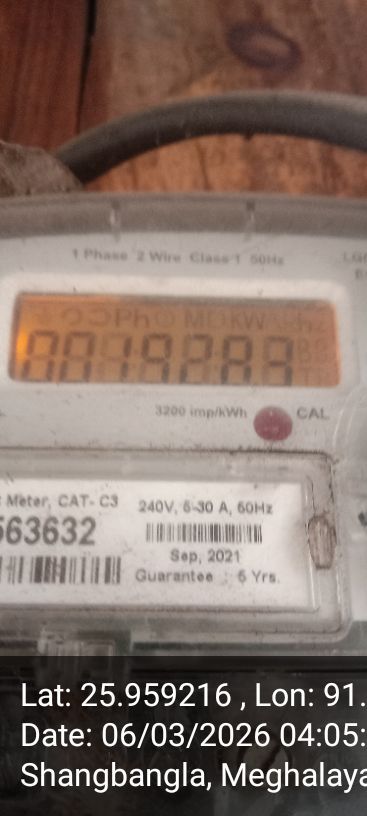 1 Phase 2 Wire Class 1 50Hz
3200 imp/kWh CAL
Meter, CAT- C3
563632
240V, 5-30 A, 50Hz
Sep, 2021
Guarantee : 5 Yrs.
Lat: 25.959216 , Lon: 91.
Date: 06/03/2026 04:05:
Shangbangla, Meghalaya